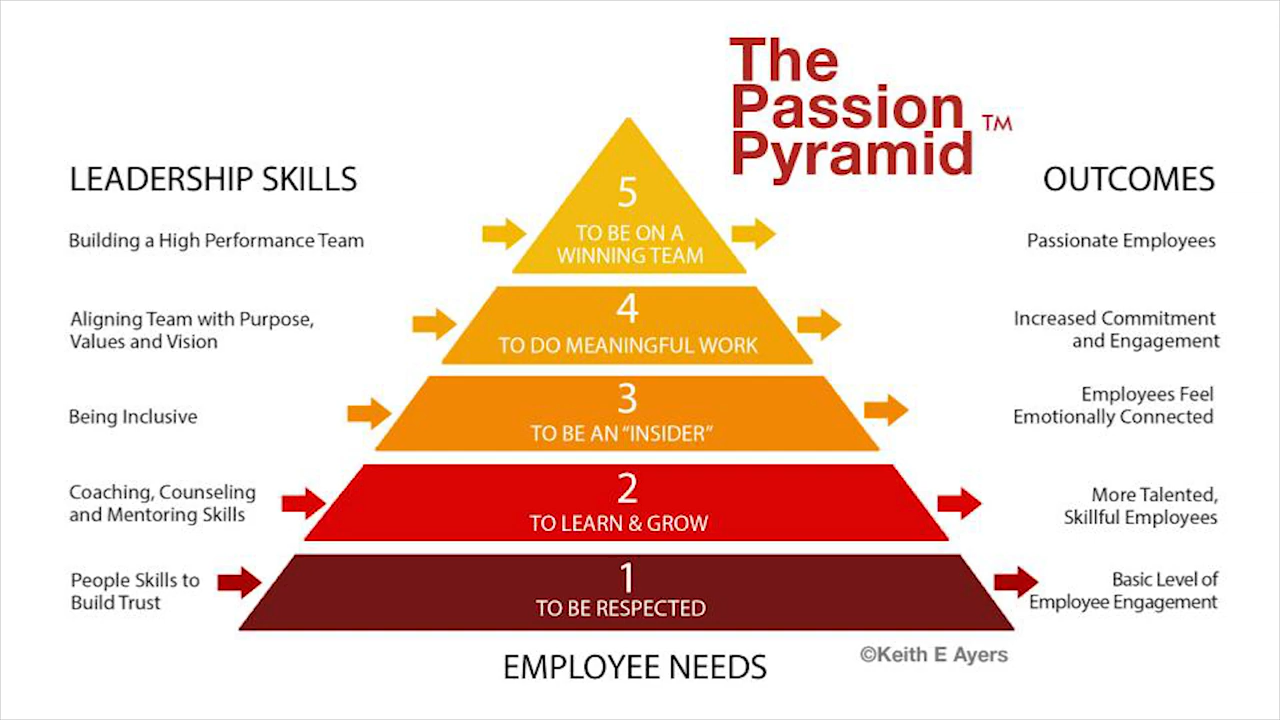 The
Passion
Pyramid ™
LEADERSHIP SKILLS
OUTCOMES
5
TO BE ON A
WINNING TEAM
Building a High Performance Team
Passionate Employees
4
TO DO MEANINGFUL WORK
Aligning Team with Purpose,
Values and Vision
Increased Commitment
and Engagement
3
TO BE AN “INSIDER”
Being Inclusive
Employees Feel
Emotionally Connected
2
TO LEARN & GROW
Coaching, Counseling
and Mentoring Skills
More Talented,
Skillful Employees
1
TO BE RESPECTED
People Skills to
Build Trust
Basic Level of
Employee Engagement
EMPLOYEE NEEDS
©Keith E Ayers